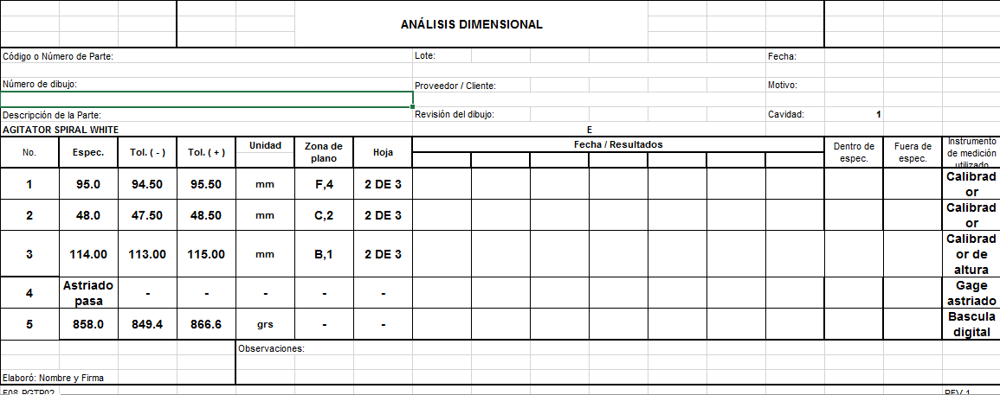 ANÁLISIS DIMENSIONAL
Código o Número de Parte:
Lote:
Fecha:
Número de dibujo:
Proveedor / Cliente:
Motivo:
Descripción de la Parte:
Revisión del dibujo:
Cavidad: 1
AGITATOR SPIRAL WHITE
E
No. Espec. Tol. ( - ) Tol. ( + ) Unidad Zona de plano Hoja Fecha / Resultados Dentro de espec. Fuera de espec. Instrumento de medición utilizado
1 95.0 94.50 95.50 mm F,4 2 DE 3 Calibrador
2 48.0 47.50 48.50 mm C,2 2 DE 3 Calibrador
3 114.00 113.00 115.00 mm B,1 2 DE 3 Calibrador de altura
4 Astriado pasa - - - - - Gage astriado
5 858.0 849.4 866.6 grs - - Bascula digital
Observaciones:
Elaboró: Nombre y Firma
F08-PGTP02
REV 1